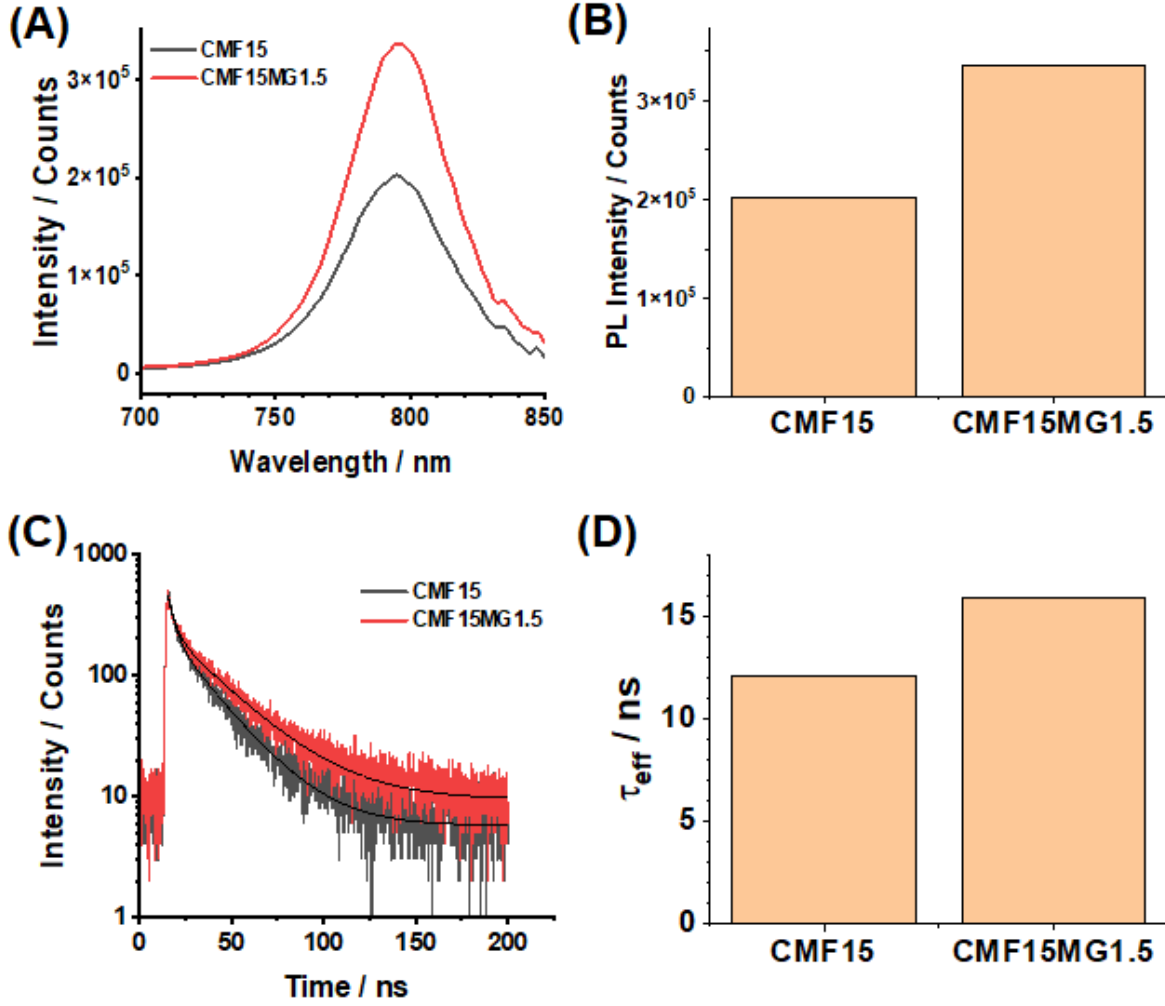 (A)
CMF15
CMF15MG1.5
3×10⁵
2×10⁵
1×10⁵
0
Intensity / Counts
700
750
800
850
Wavelength / nm
(B)
3×10⁵
2×10⁵
1×10⁵
0
PL Intensity / Counts
CMF15
CMF15MG1.5
(C)
CMF15
CMF15MG1.5
1000
100
10
1
Intensity / Counts
0
50
100
150
200
Time / ns
(D)
15
10
5
0
τeff / ns
CMF15
CMF15MG1.5